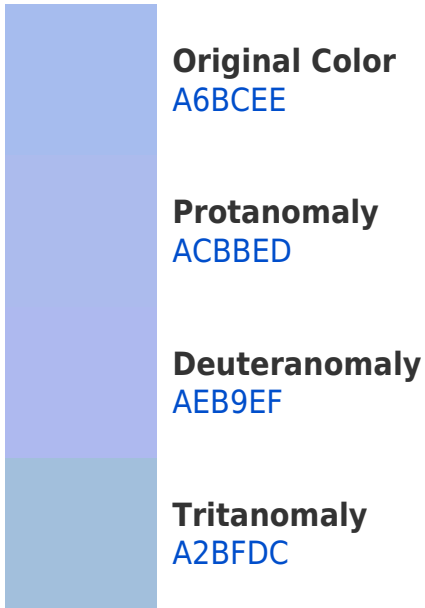 Original Color
A6BCEE
Protanomaly
ACBBED
Deuteranomaly
AEB9EF
Tritanomaly
A2BFDC